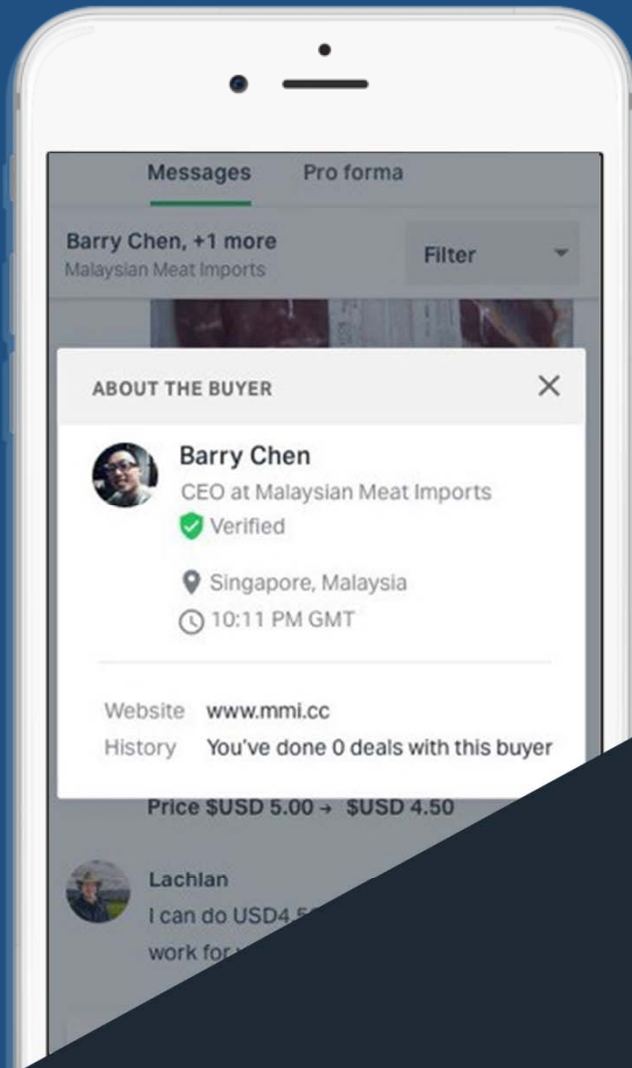 Messages Pro forma
Barry Chen, +1 more
Malaysian Meat Imports
Filter
ABOUT THE BUYER
Barry Chen
CEO at Malaysian Meat Imports
Verified
Singapore, Malaysia
10:11 PM GMT
Website www.mmi.cc
History You've done 0 deals with this buyer
Price $USD 5.00 → $USD 4.50
Lachlan
I can do USD4
work for